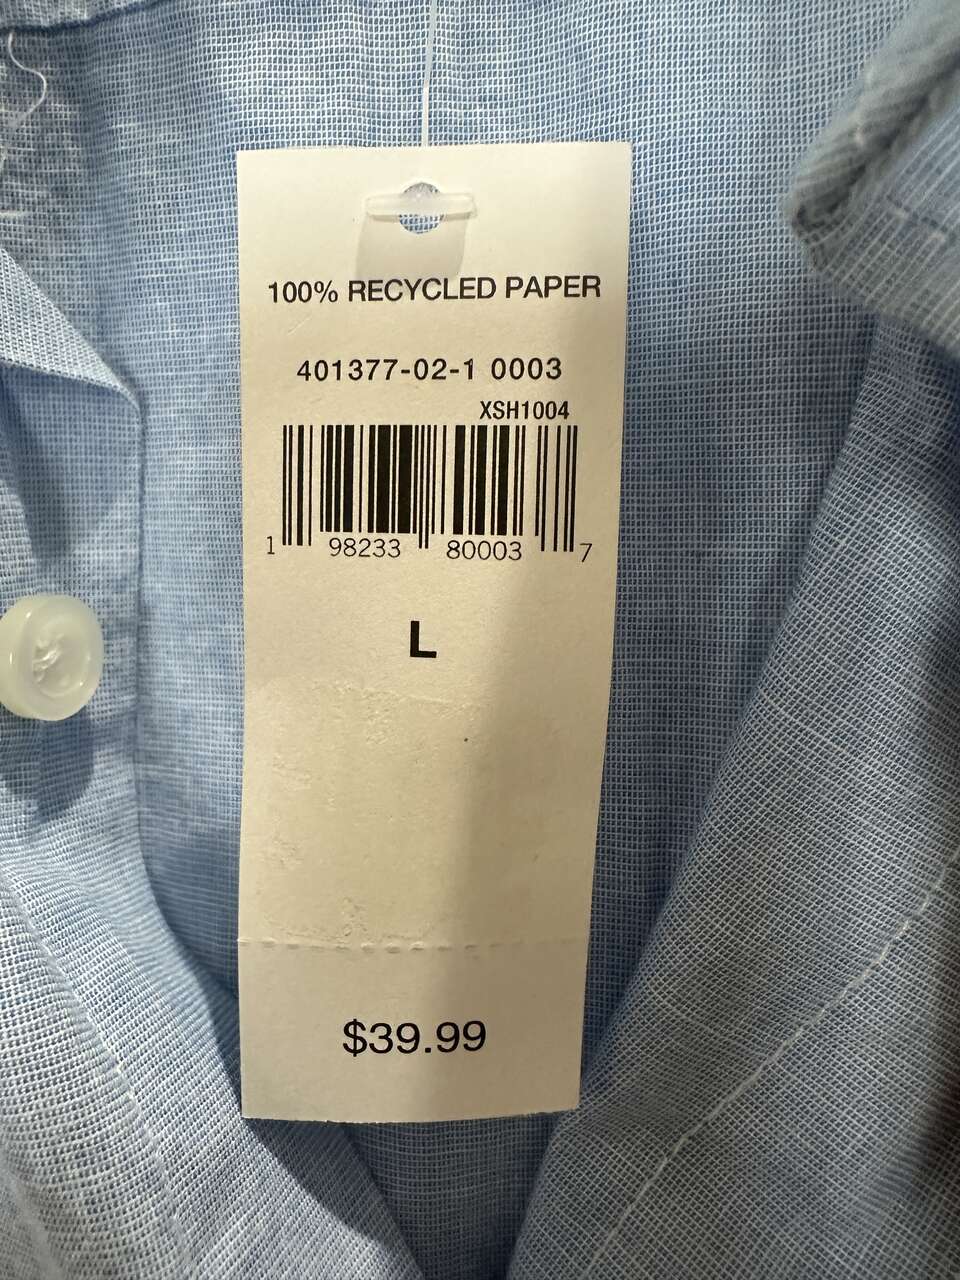 100% RECYCLED PAPER
401377-02-1 0003
XSH1004
1 98233 80003 7
L
$39.99